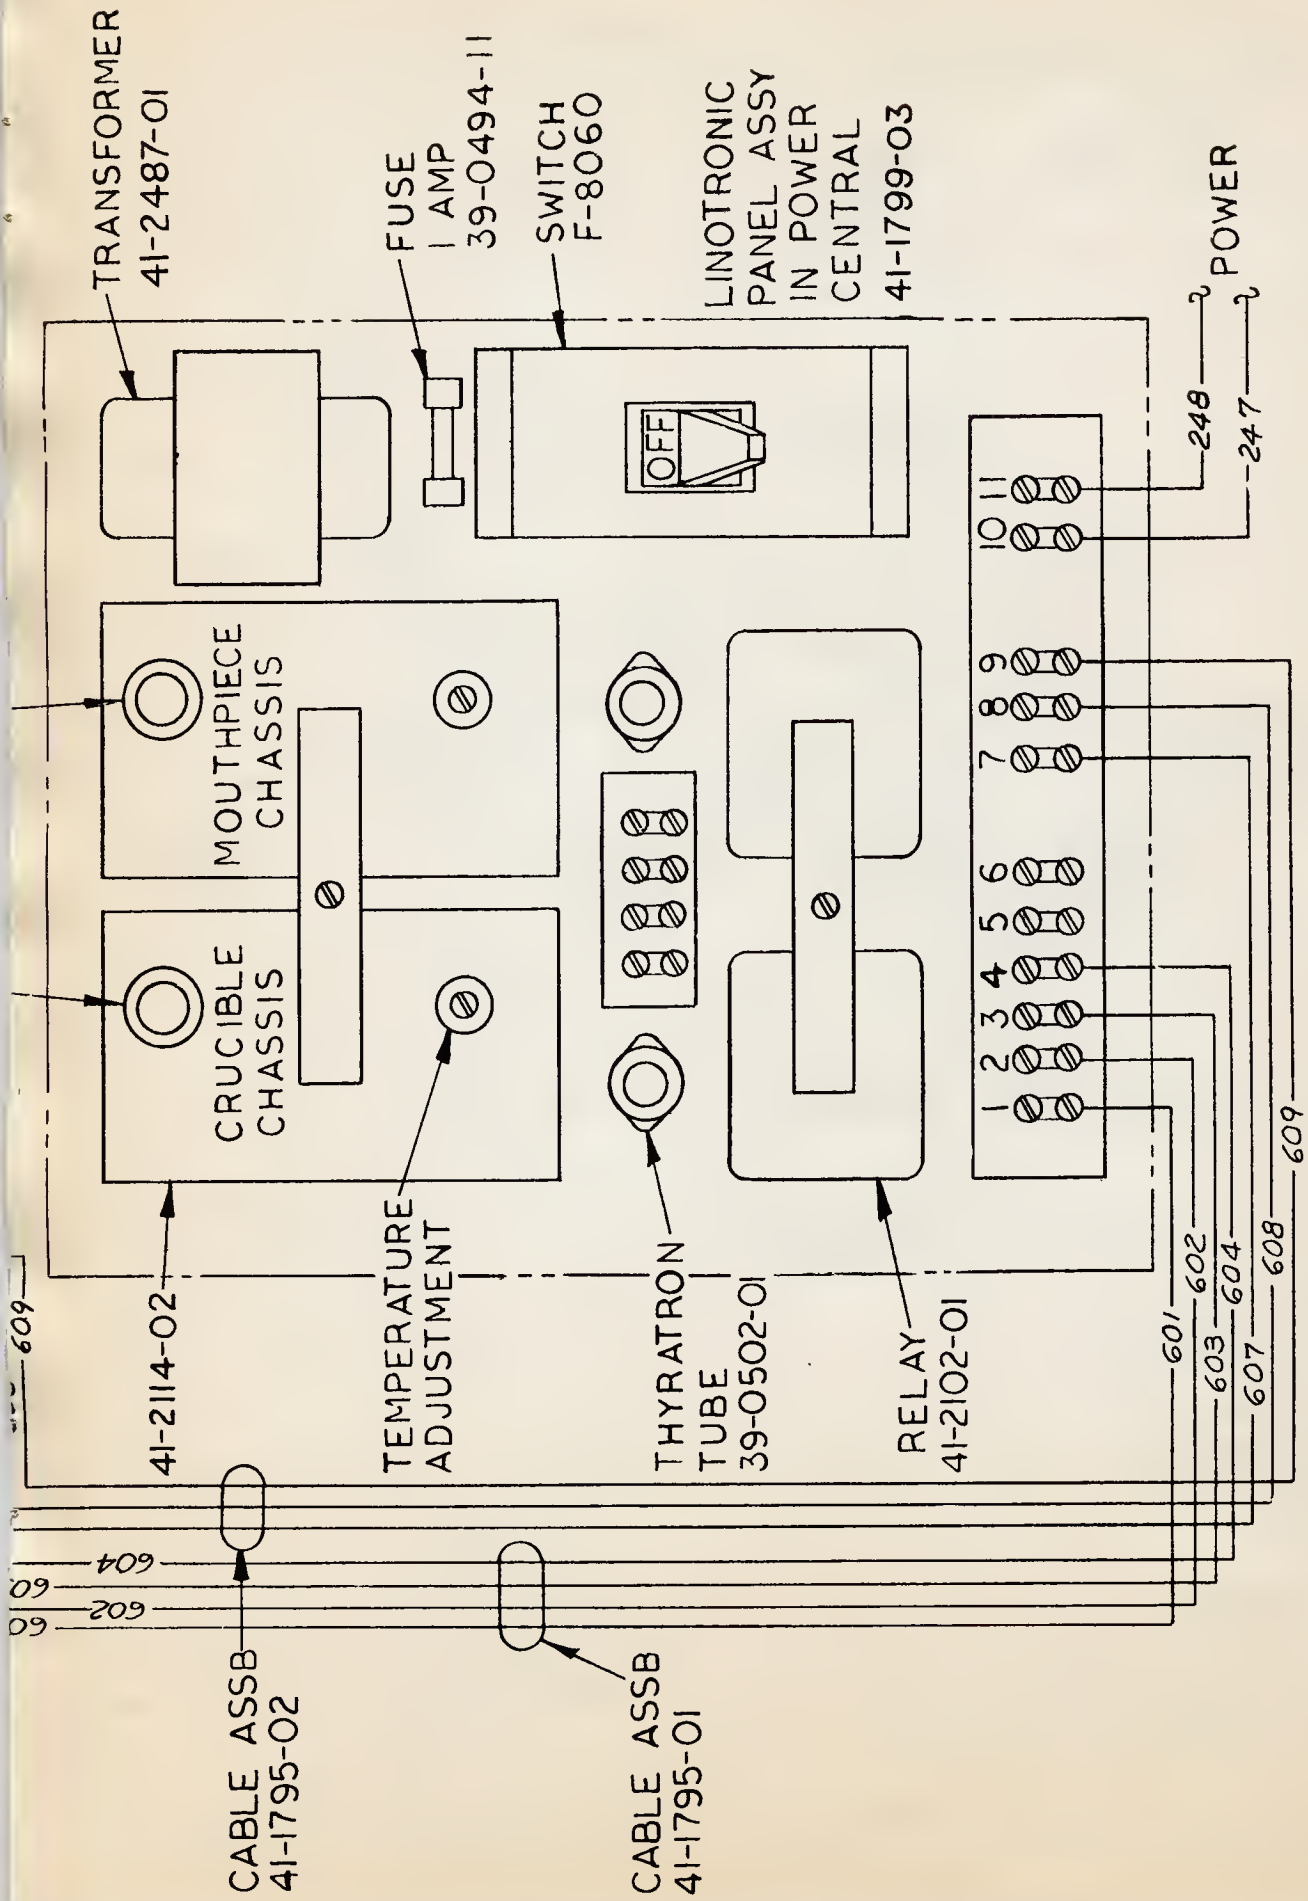 TRANSFORMER
41-2487-01
FUSE
1 AMP
39-0494-11
SWITCH
F-8060
LINOTRONIC
PANEL ASSY
IN POWER
CENTRAL
41-1799-03
POWER
248
247
OFF
MOUTHPIECE
CHASSIS
CRUCIBLE
CHASSIS
1 2 3 4 5 6 7 8 9 10 11
41-2114-02
TEMPERATURE
ADJUSTMENT
THYRATRON
TUBE
39-0502-01
RELAY
41-2102-01
601
602
603
604
607
608
609
609
604
602
CABLE ASSB
41-1795-02
CABLE ASSB
41-1795-01